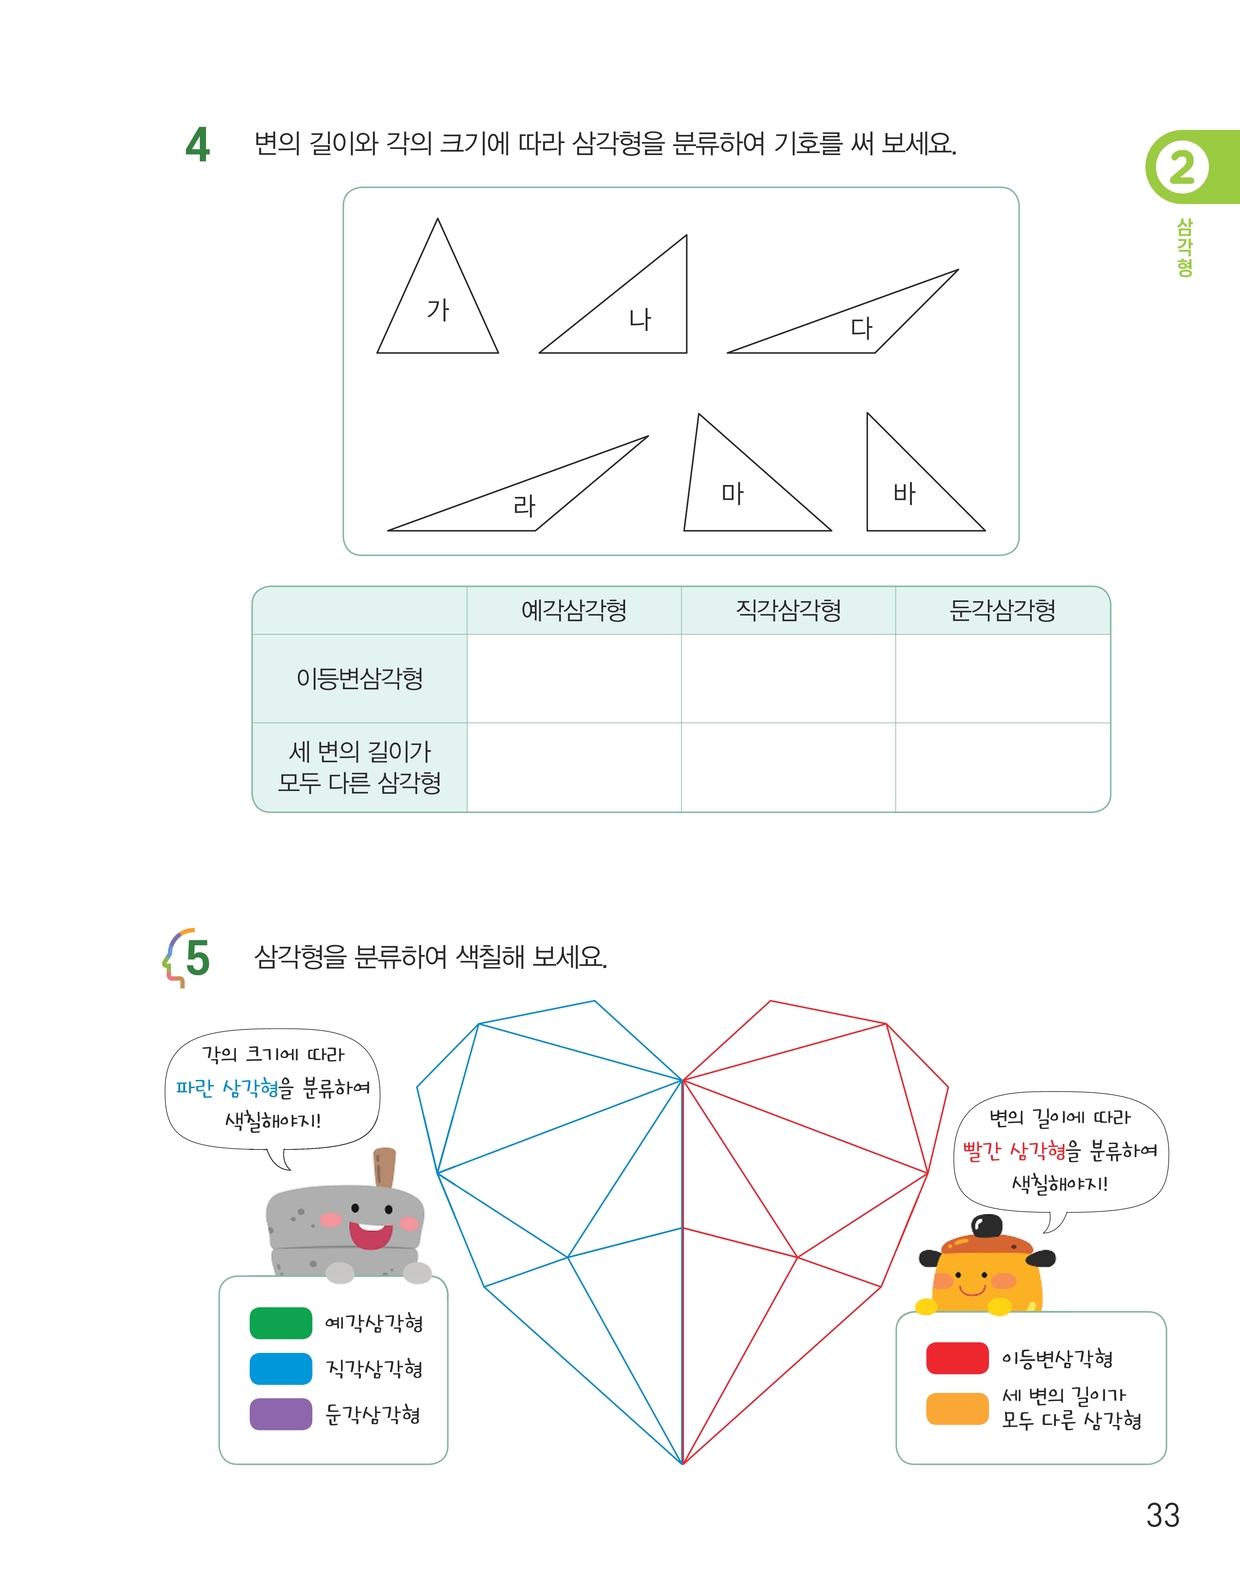 4 변의 길이와 각의 크기에 따라 삼각형을 분류하여 기호를 써 보세요.
2
삼각형
가
나
다
라
마
바
예각삼각형 직각삼각형 둔각삼각형
이등변삼각형
세 변의 길이가
모두 다른 삼각형
5 삼각형을 분류하여 색칠해 보세요.
각의 크기에 따라
파란 삼각형을 분류하여
색칠해야지!
변의 길이에 따라
빨간 삼각형을 분류하여
색칠해야지!
예각삼각형
직각삼각형
둔각삼각형
이등변삼각형
세 변의 길이가
모두 다른 삼각형
33